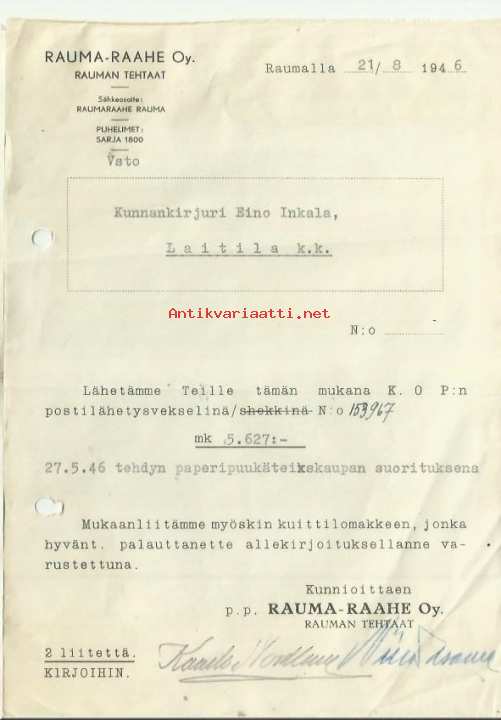 RAUMA-RAAHE Oy.
RAUMAN TEHTAAT
Sähkeosoite:
RAUMARAAHE RAUMA
PUHELIMET:
SARJA 1800
Vsto
Raumalla 21/ 8 1946
Kunnankirjuri Eino Inkala,
Laitila k.k.
Antikvariaatti.net
N:o
Lähetämme Teille tämän mukana K. O P:n
postilähetysvekselinä/shekkinä N:o 153967
mk 5.627:-
27.5.46 tehdyn paperipuukäteiskaupan suorituksena
Mukaanliitämme myöskin kuittilomakkeen, jonka
hyvänt. palauttanette allekirjoituksellanne va-
rustettuna.
Kunnioittaen
p.p. RAUMA-RAAHE Oy.
RAUMAN TEHTAAT
2 liitettä.
KIRJOIHIN.